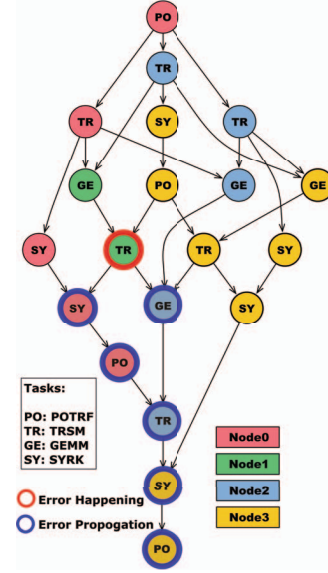 PO
TR
TR SY TR
GE PO GE GE
SY TR TR SY
SY GE SY
PO
TR
SY
PO
Tasks:
PO: POTRF
TR: TRSM
GE: GEMM
SY: SYRK
Error Happening
Error Propogation
Node0
Node1
Node2
Node3